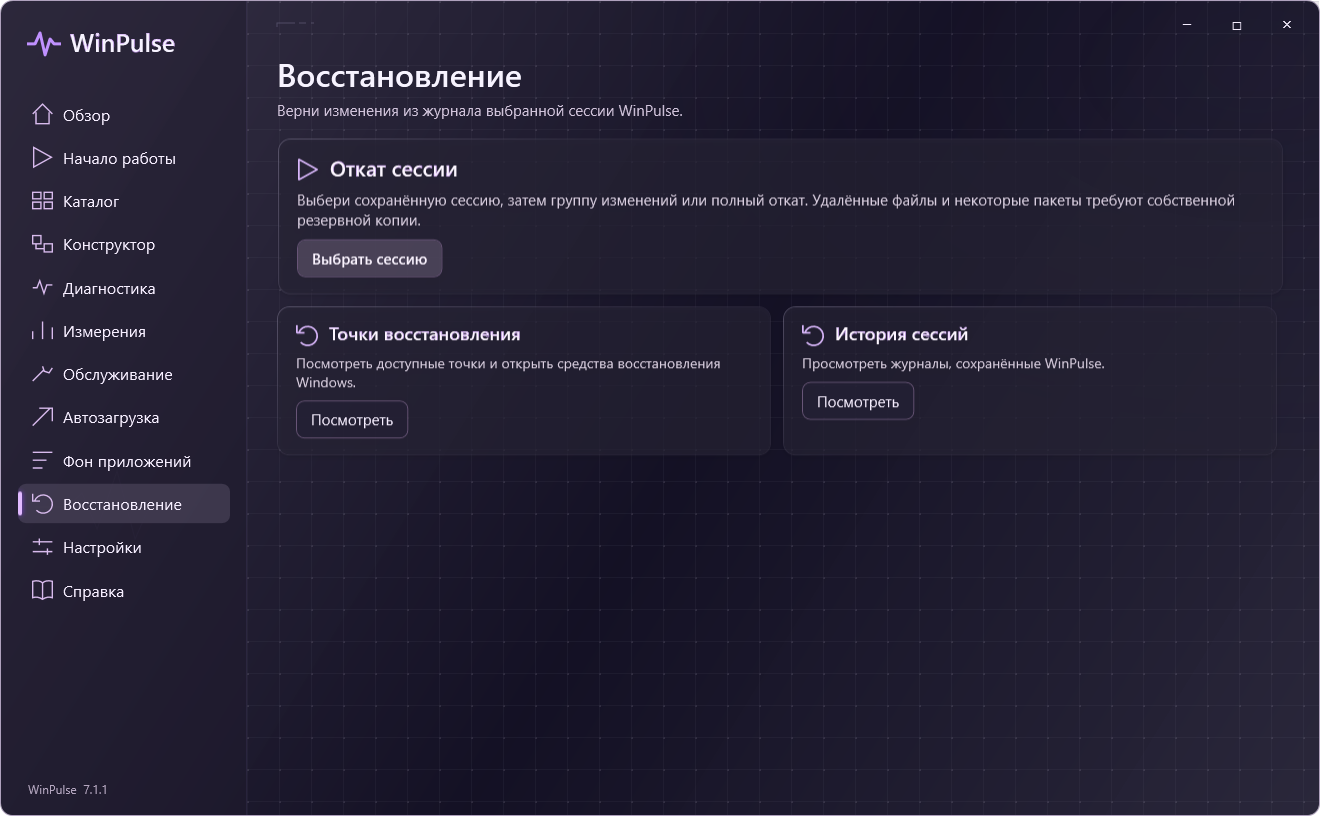 WinPulse
Обзор
Начало работы
Каталог
Конструктор
Диагностика
Измерения
Обслуживание
Автозагрузка
Фон приложений
Восстановление
Настройки
Справка
WinPulse 7.1.1
Восстановление
Верни изменения из журнала выбранной сессии WinPulse.
Откат сессии
Выбери сохранённую сессию, затем группу изменений или полный откат. Удалённые файлы и некоторые пакеты требуют собственной
резервной копии.
Выбрать сессию
Точки восстановления
Посмотреть доступные точки и открыть средства восстановления
Windows.
Посмотреть
История сессий
Просмотреть журналы, сохранённые WinPulse.
Посмотреть